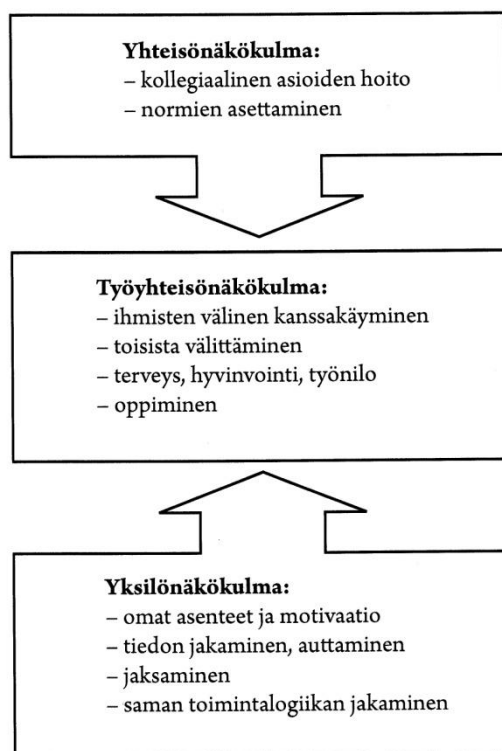 Yhteisönäkökulma:
– kollegiaalinen asioiden hoito
– normien asettaminen
Työyhteisönäkökulma:
– ihmisten välinen kanssakäyminen
– toisista välittäminen
– terveys, hyvinvointi, työnilo
– oppiminen
Yksilönäkökulma:
– omat asenteet ja motivaatio
– tiedon jakaminen, auttaminen
– jaksaminen
– saman toimintalogiikan jakaminen